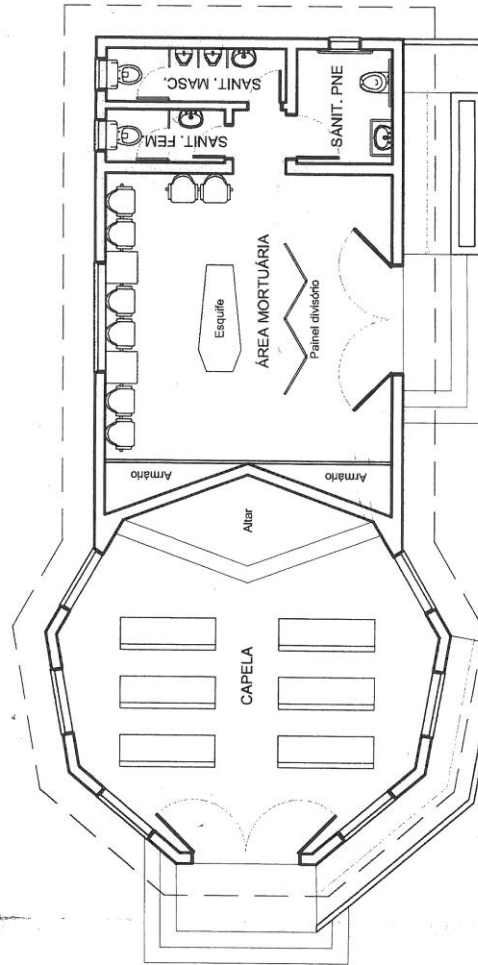 SANIT. MASC.
SANIT. FEM.
SANIT. PNE
ÁREA MORTUÁRIA
Esquife
Painel divisório
Armário
Armário
Altar
CAPELA